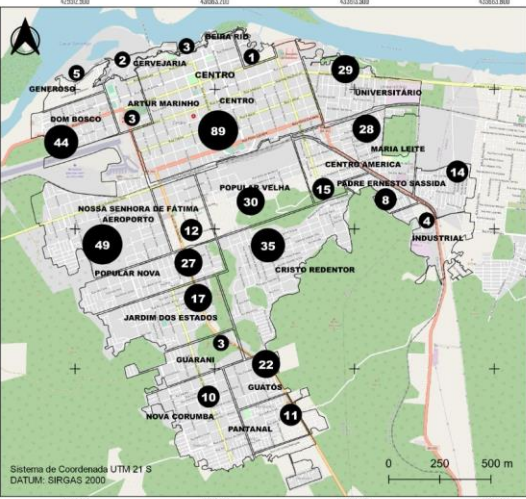 BEIRA RIO
3
1
2
CERVEJARIA
5
CENTRO
29
GENEROSO
UNIVERSITÁRIO
ARTUR MARINHO
CENTRO
DOM BOSCO
3
44
89
28
MARIA LEITE
CENTRO AMERICA
14
POPULAR VELHA
15
PADRE ERNESTO SASSIDA
30
8
NOSSA SENHORA DE FÁTIMA
AEROPORTO
4
12
INDUSTRIAL
49
35
27
POPULAR NOVA
CRISTO REDENTOR
17
JARDIM DOS ESTADOS
3
GUARANI
22
GUATÓS
10
NOVA CORUMBA
11
PANTANAL
Sistema de Coordenada UTM 21 S
DATUM: SIRGAS 2000
0 250 500 m